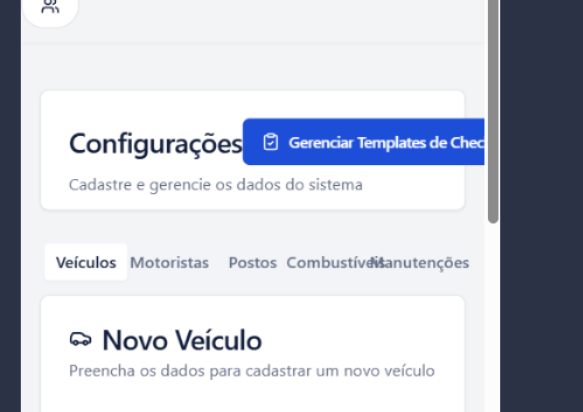 Configurações
Gerenciar Templates de Chec
Cadastre e gerencie os dados do sistema
Veículos Motoristas Postos Combustíveis Manutenções
Novo Veículo
Preencha os dados para cadastrar um novo veículo